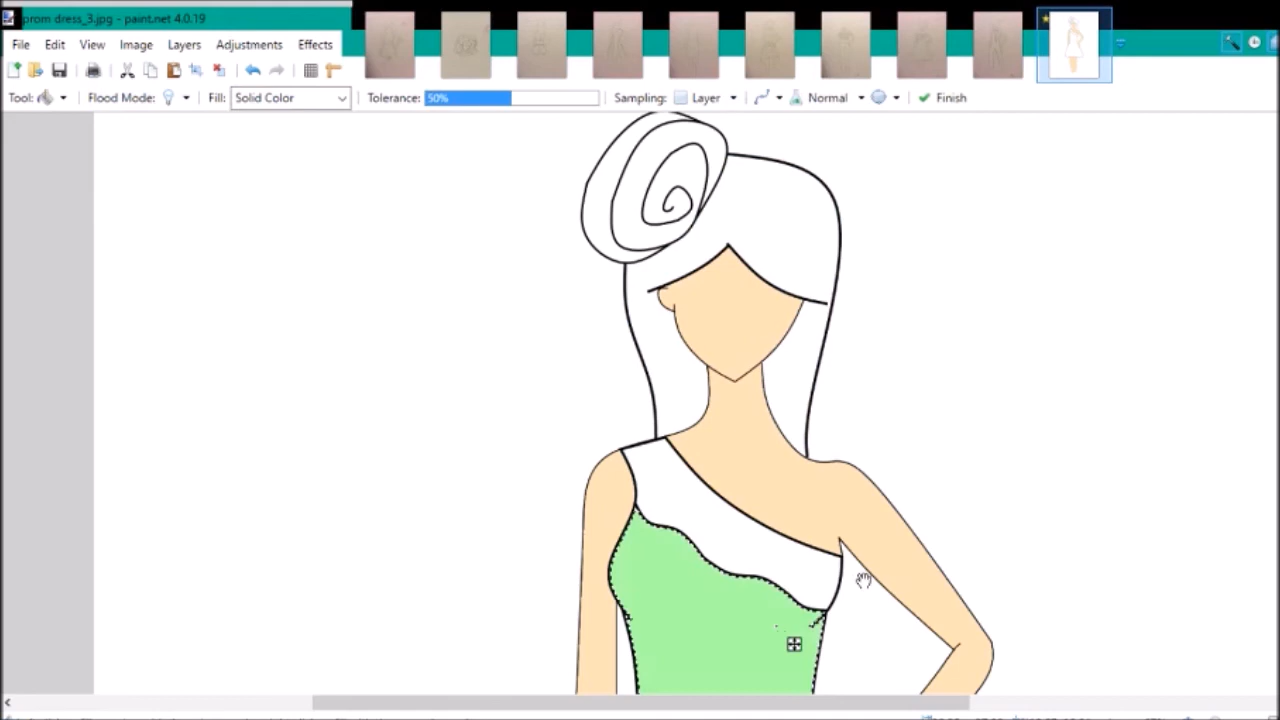 prom dress_3.jpg - paint.net 4.0.19
File Edit View Image Layers Adjustments Effects
Tool: Flood Mode: Fill: Solid Color Tolerance: 50% Sampling: Layer Normal Finish